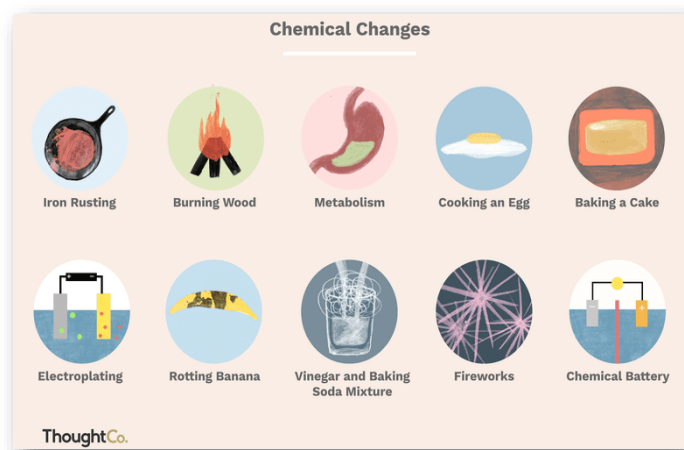 Chemical Changes
Iron Rusting
Burning Wood
Metabolism
Cooking an Egg
Baking a Cake
Electroplating
Rotting Banana
Vinegar and Baking
Soda Mixture
Fireworks
Chemical Battery
ThoughtCo.